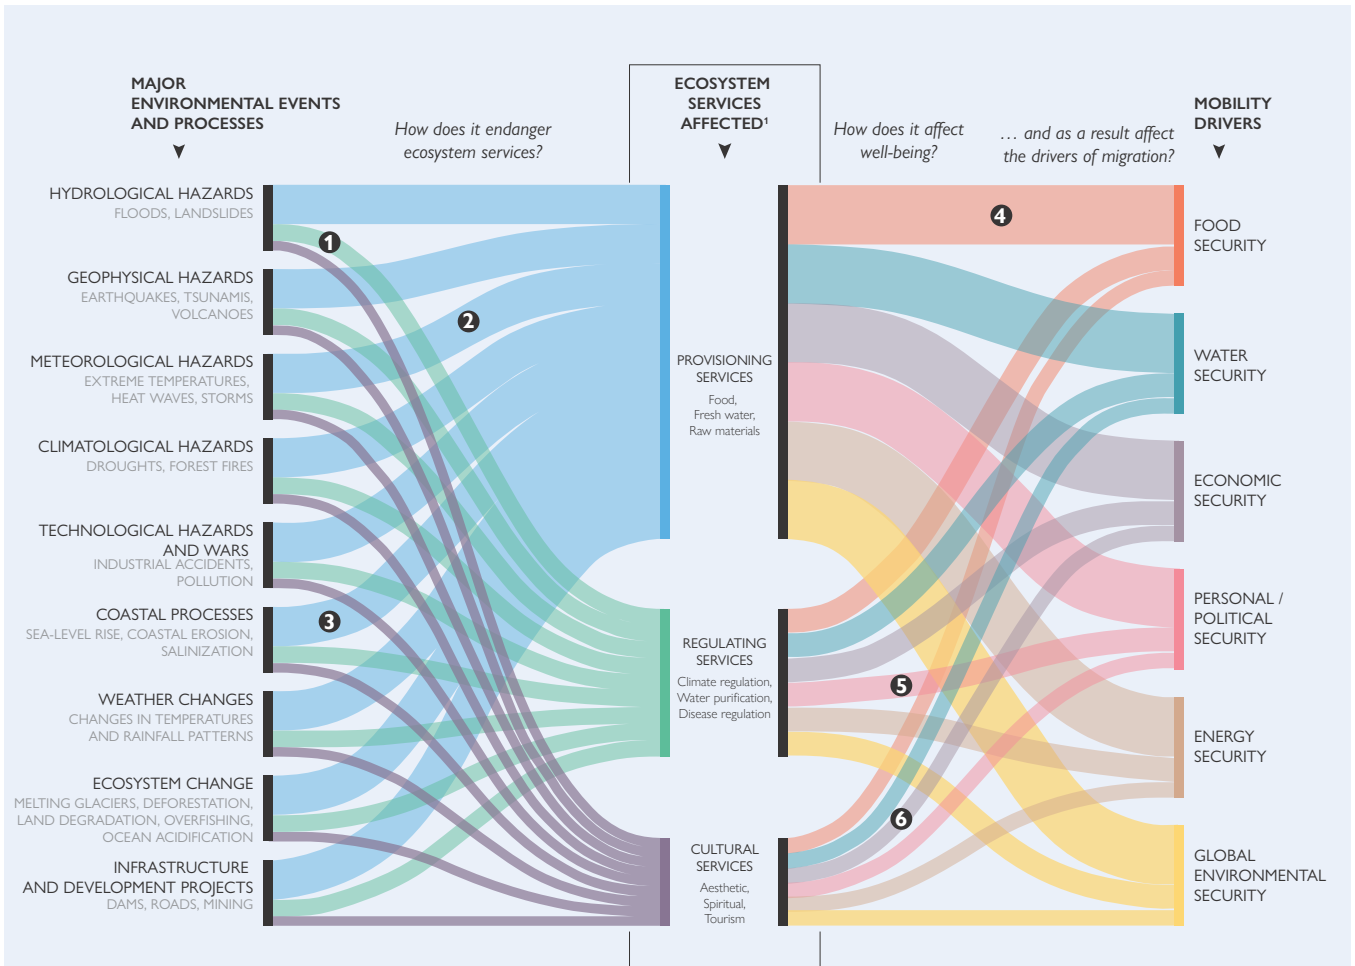 MAJOR
ENVIRONMENTAL EVENTS
AND PROCESSES
How does it endanger
ecosystem services?
ECOSYSTEM
SERVICES
AFFECTED¹
How does it affect
well-being?
… and as a result affect
the drivers of migration?
MOBILITY
DRIVERS
HYDROLOGICAL HAZARDS
FLOODS, LANDSLIDES
GEOPHYSICAL HAZARDS
EARTHQUAKES, TSUNAMIS,
VOLCANOES
METEOROLOGICAL HAZARDS
EXTREME TEMPERATURES,
HEAT WAVES, STORMS
CLIMATOLOGICAL HAZARDS
DROUGHTS, FOREST FIRES
TECHNOLOGICAL HAZARDS
AND WARS
INDUSTRIAL ACCIDENTS,
POLLUTION
COASTAL PROCESSES
SEA-LEVEL RISE, COASTAL EROSION,
SALINIZATION
WEATHER CHANGES
CHANGES IN TEMPERATURES
AND RAINFALL PATTERNS
ECOSYSTEM CHANGE
MELTING GLACIERS, DEFORESTATION,
LAND DEGRADATION, OVERFISHING,
OCEAN ACIDIFICATION
INFRASTRUCTURE
AND DEVELOPMENT PROJECTS
DAMS, ROADS, MINING
1
2
3
PROVISIONING
SERVICES
Food,
Fresh water,
Raw materials
REGULATING
SERVICES
Climate regulation,
Water purification,
Disease regulation
CULTURAL
SERVICES
Aesthetic,
Spiritual,
Tourism
4
5
6
FOOD
SECURITY
WATER
SECURITY
ECONOMIC
SECURITY
PERSONAL /
POLITICAL
SECURITY
ENERGY
SECURITY
GLOBAL
ENVIRONMENTAL
SECURITY